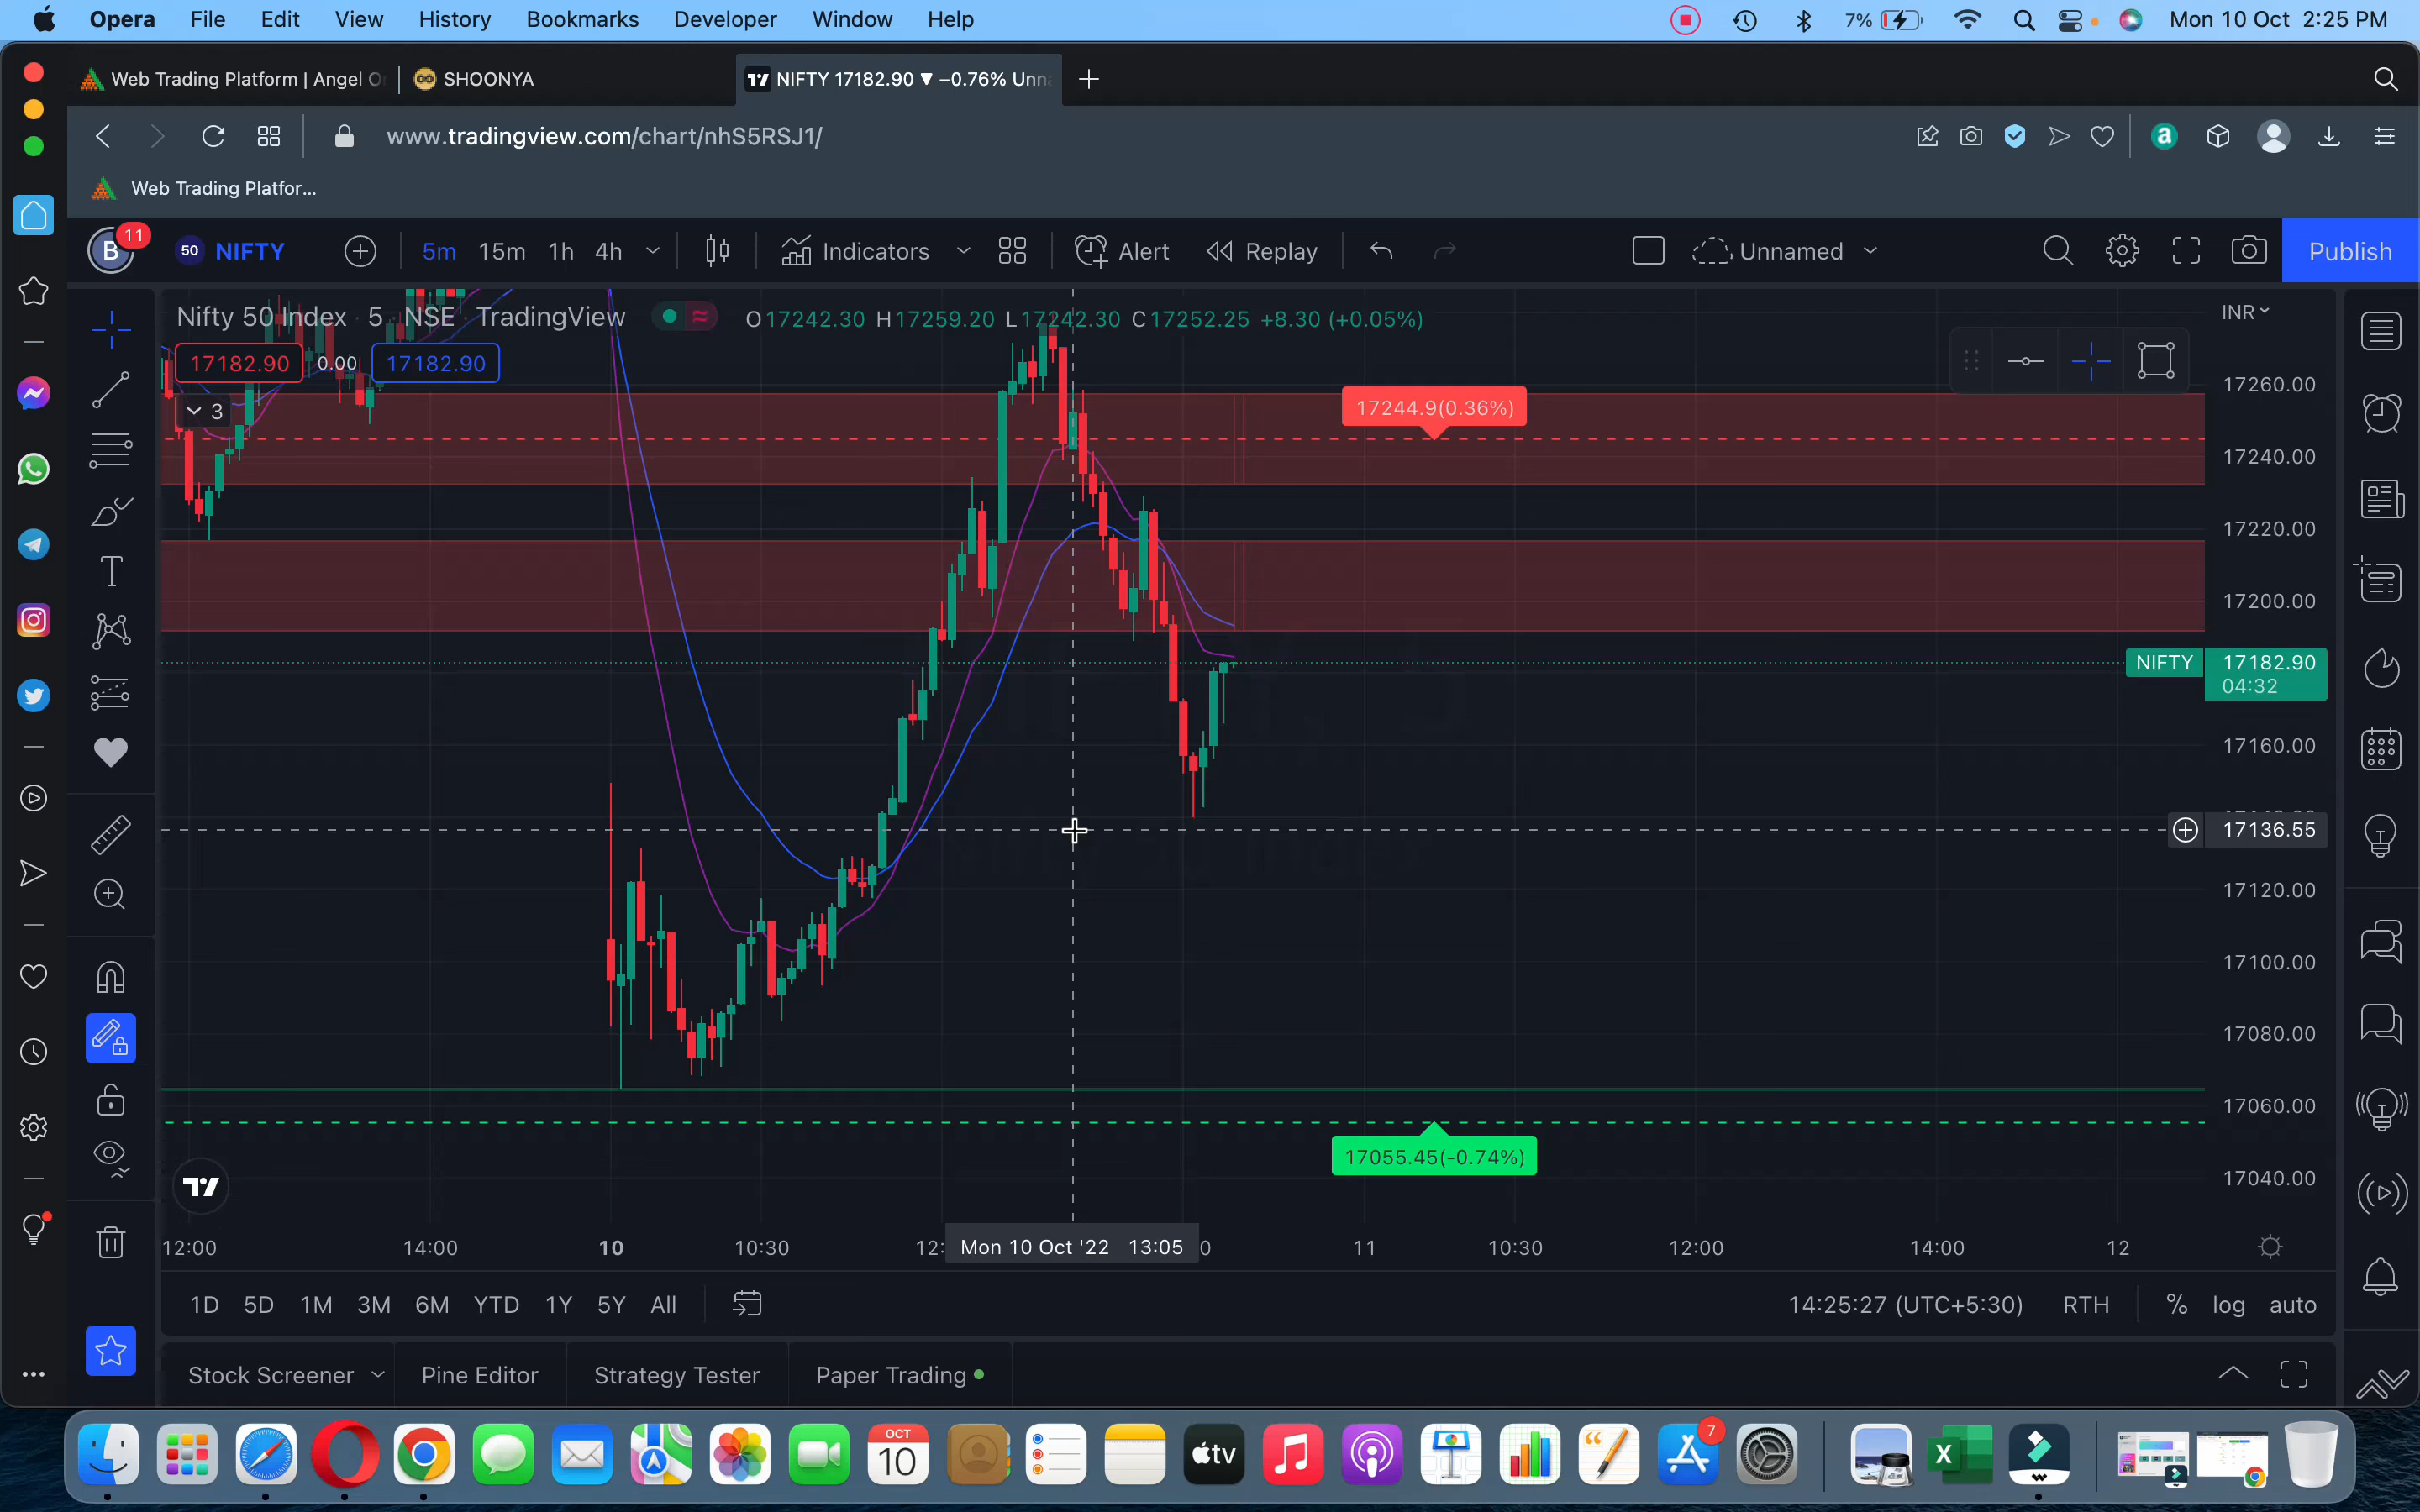 Opera File Edit View History Bookmarks Developer Window Help 7% Mon 10 Oct 2:25 PM
Web Trading Platform | Angel O SHOONYA NIFTY 17182.90 ▼ −0.76% Unn
www.tradingview.com/chart/nhS5RSJ1/
Web Trading Platfor...
B 11 50 NIFTY 5m 15m 1h 4h Indicators Alert Replay Unnamed Publish
Nifty 50 Index · 5 · NSE · TradingView O17242.30 H17259.20 L17242.30 C17252.25 +8.30 (+0.05%) INR
17182.90 0.00 17182.90
17260.00
3 17244.9(0.36%)
17240.00
17220.00
17200.00
NIFTY 17182.90
04:32
17160.00
17136.55
17120.00
17100.00
17080.00
17060.00
17055.45(-0.74%)
17040.00
12:00 14:00 10 10:30 12: Mon 10 Oct '22 13:05 0 11 10:30 12:00 14:00 12
1D 5D 1M 3M 6M YTD 1Y 5Y All 14:25:27 (UTC+5:30) RTH % log auto
Stock Screener Pine Editor Strategy Tester Paper Trading
OCT
10
tv
7
X